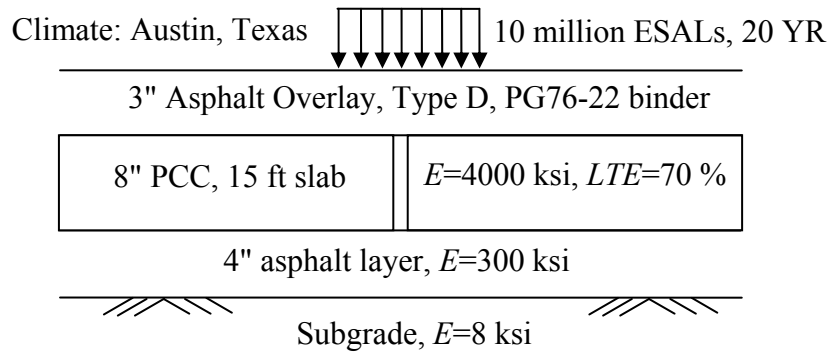 Climate: Austin, Texas
10 million ESALs, 20 YR
3" Asphalt Overlay, Type D, PG76-22 binder
8" PCC, 15 ft slab
E=4000 ksi, LTE=70 %
4" asphalt layer, E=300 ksi
Subgrade, E=8 ksi